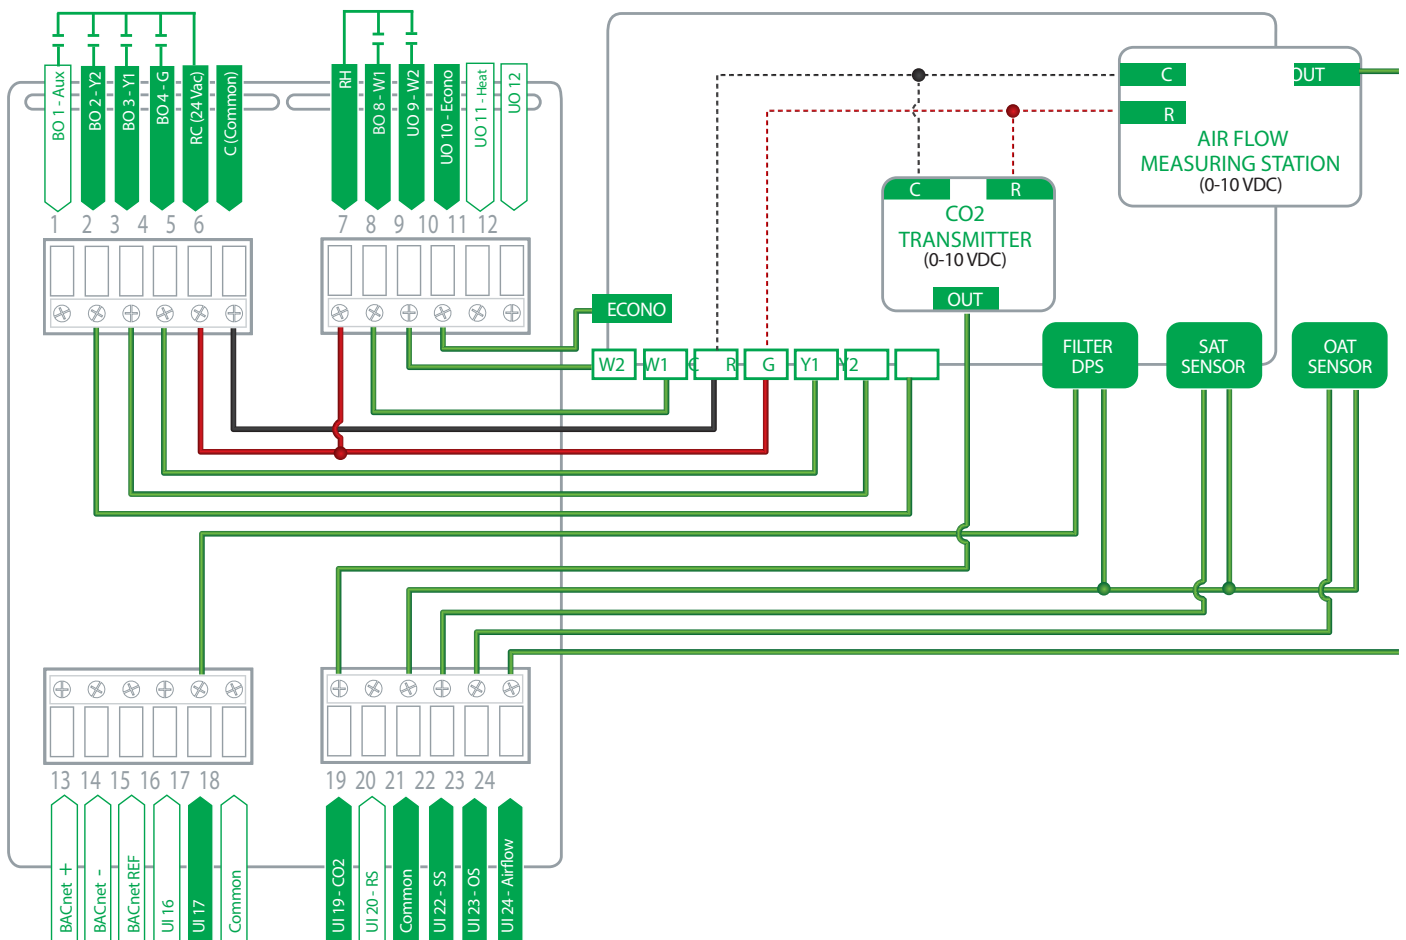 BO 1 - Aux
BO 2 - Y2
BO 3 - Y1
BO 4 - G
RC (24 Vac)
C (Common)
RH
BO 8 - W1
UO 9 - W2
UO 10 - Econo
UO 11 - Heat
UO 12
1 2 3 4 5 6
7 8 9 10 11 12
C
OUT
R
AIR FLOW
MEASURING STATION
(0-10 VDC)
C R
CO2
TRANSMITTER
(0-10 VDC)
OUT
ECONO
W2 W1 C R G Y1 Y2
FILTER
DPS
SAT
SENSOR
OAT
SENSOR
13 14 15 16 17 18
19 20 21 22 23 24
BACnet +
BACnet -
BACnet REF
UI 16
UI 17
Common
UI 19 - CO2
UI 20 - RS
Common
UI 22 - SS
UI 23 - OS
UI 24 - Airflow